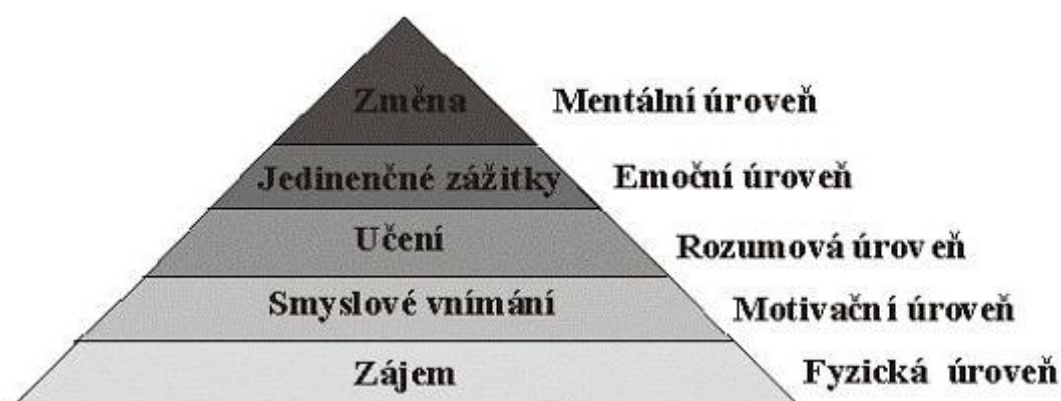 Změna
Mentální úroveň
Jedinenčné zážitky
Emoční úroveň
Učení
Rozumová úroveň
Smyslové vnímání
Motivační úroveň
Zájem
Fyzická úroveň